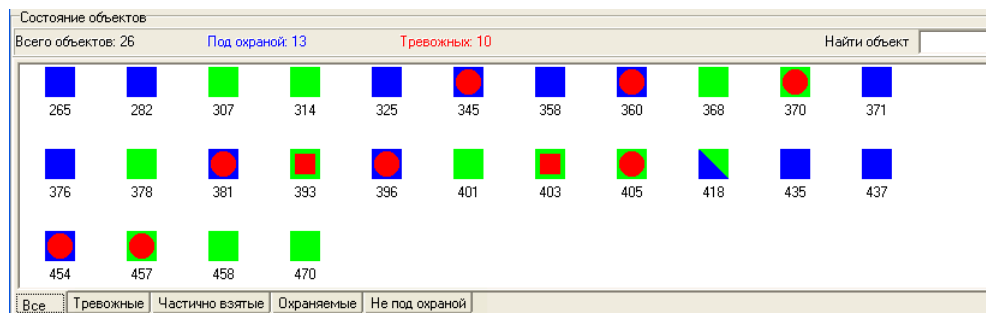 Состояние объектов
Всего объектов: 26 Под охраной: 13 Тревожных: 10 Найти объект
265 282 307 314 325 345 358 360 368 370 371
376 378 381 393 396 401 403 405 418 435 437
454 457 458 470
Все Тревожные Частично взятые Охраняемые Не под охраной